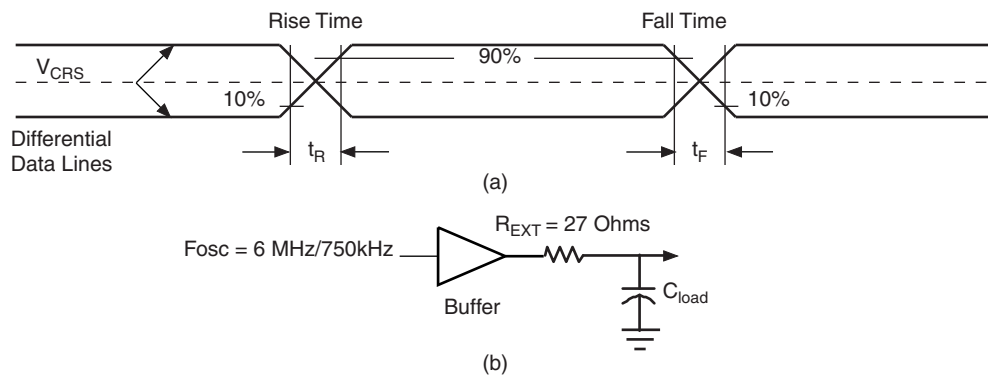 Rise Time
Fall Time
V_CRS
90%
10%
10%
Differential
Data Lines
t_R
t_F
(a)
R_EXT = 27 Ohms
Fosc = 6 MHz/750kHz
Buffer
C_load
(b)